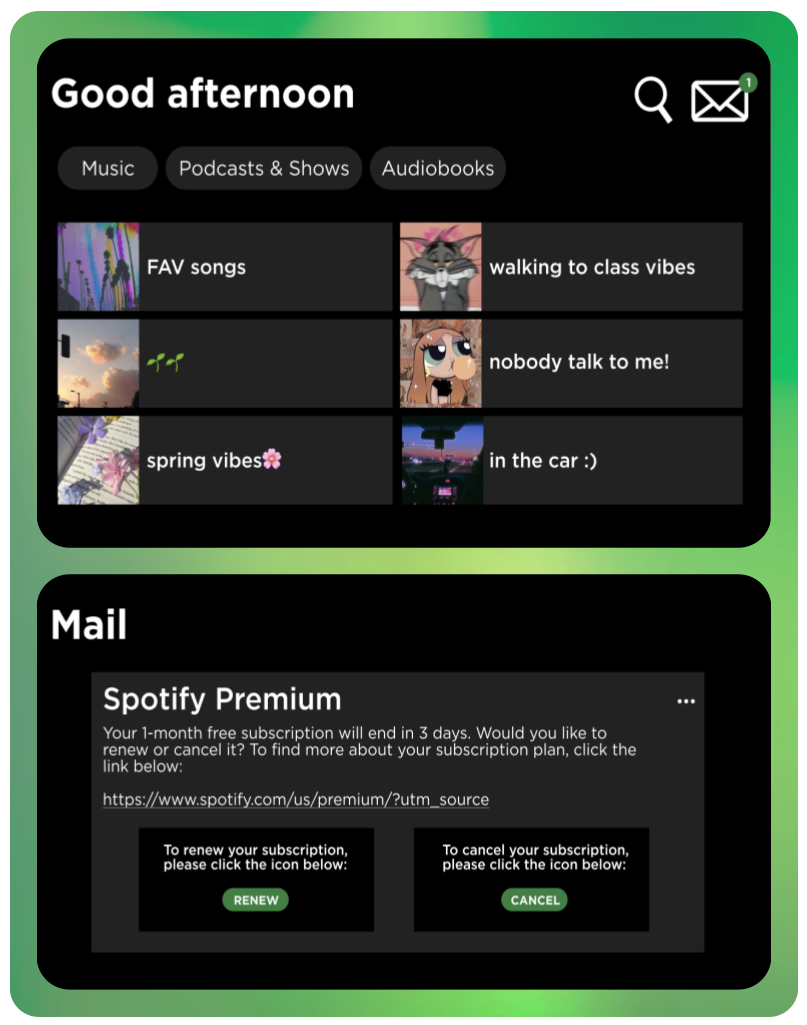 Good afternoon
1
Music
Podcasts & Shows
Audiobooks
FAV songs
walking to class vibes
🌱🌱
nobody talk to me!
spring vibes🌸
in the car :)
Mail
Spotify Premium
...
Your 1-month free subscription will end in 3 days. Would you like to
renew or cancel it? To find more about your subscription plan, click the
link below:
https://www.spotify.com/us/premium/?utm_source
To renew your subscription,
please click the icon below:
RENEW
To cancel your subscription,
please click the icon below:
CANCEL